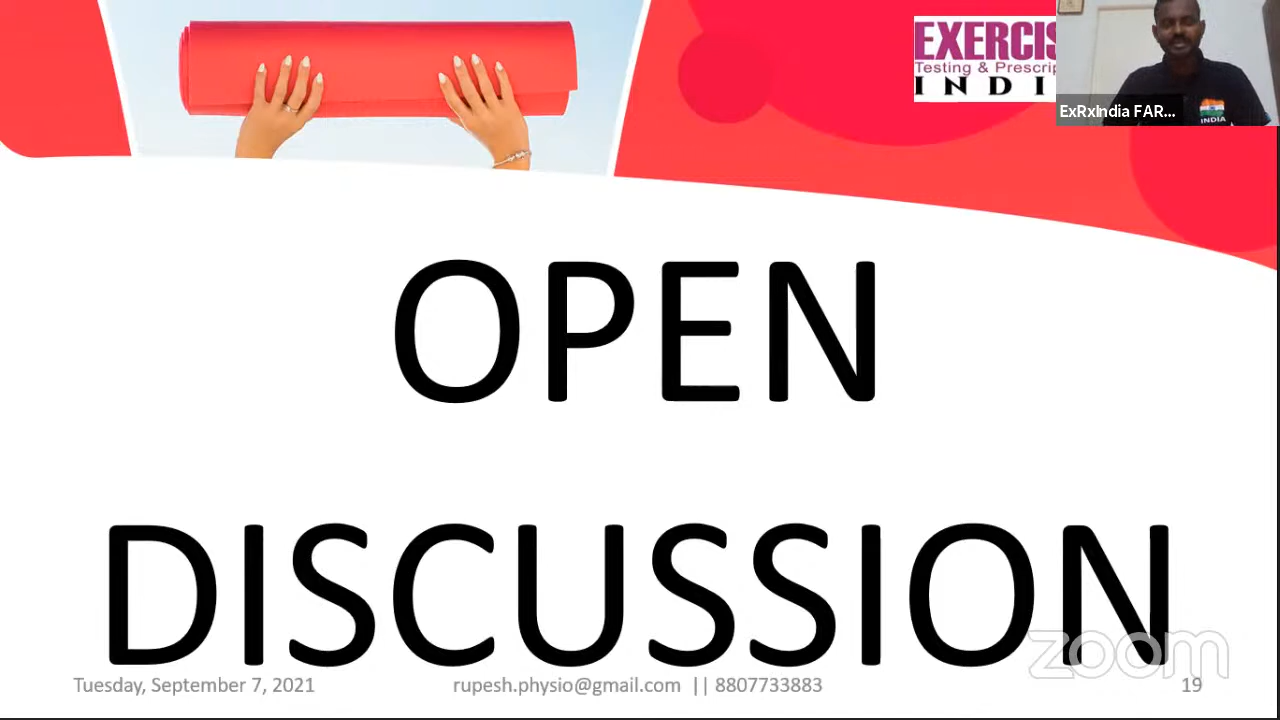 EXERCIS
Testing & Prescrip
INDI
ExRxIndia FAR...
INDIA
OPEN
DISCUSSION
zoom
Tuesday, September 7, 2021
rupesh.physio@gmail.com || 8807733883
19